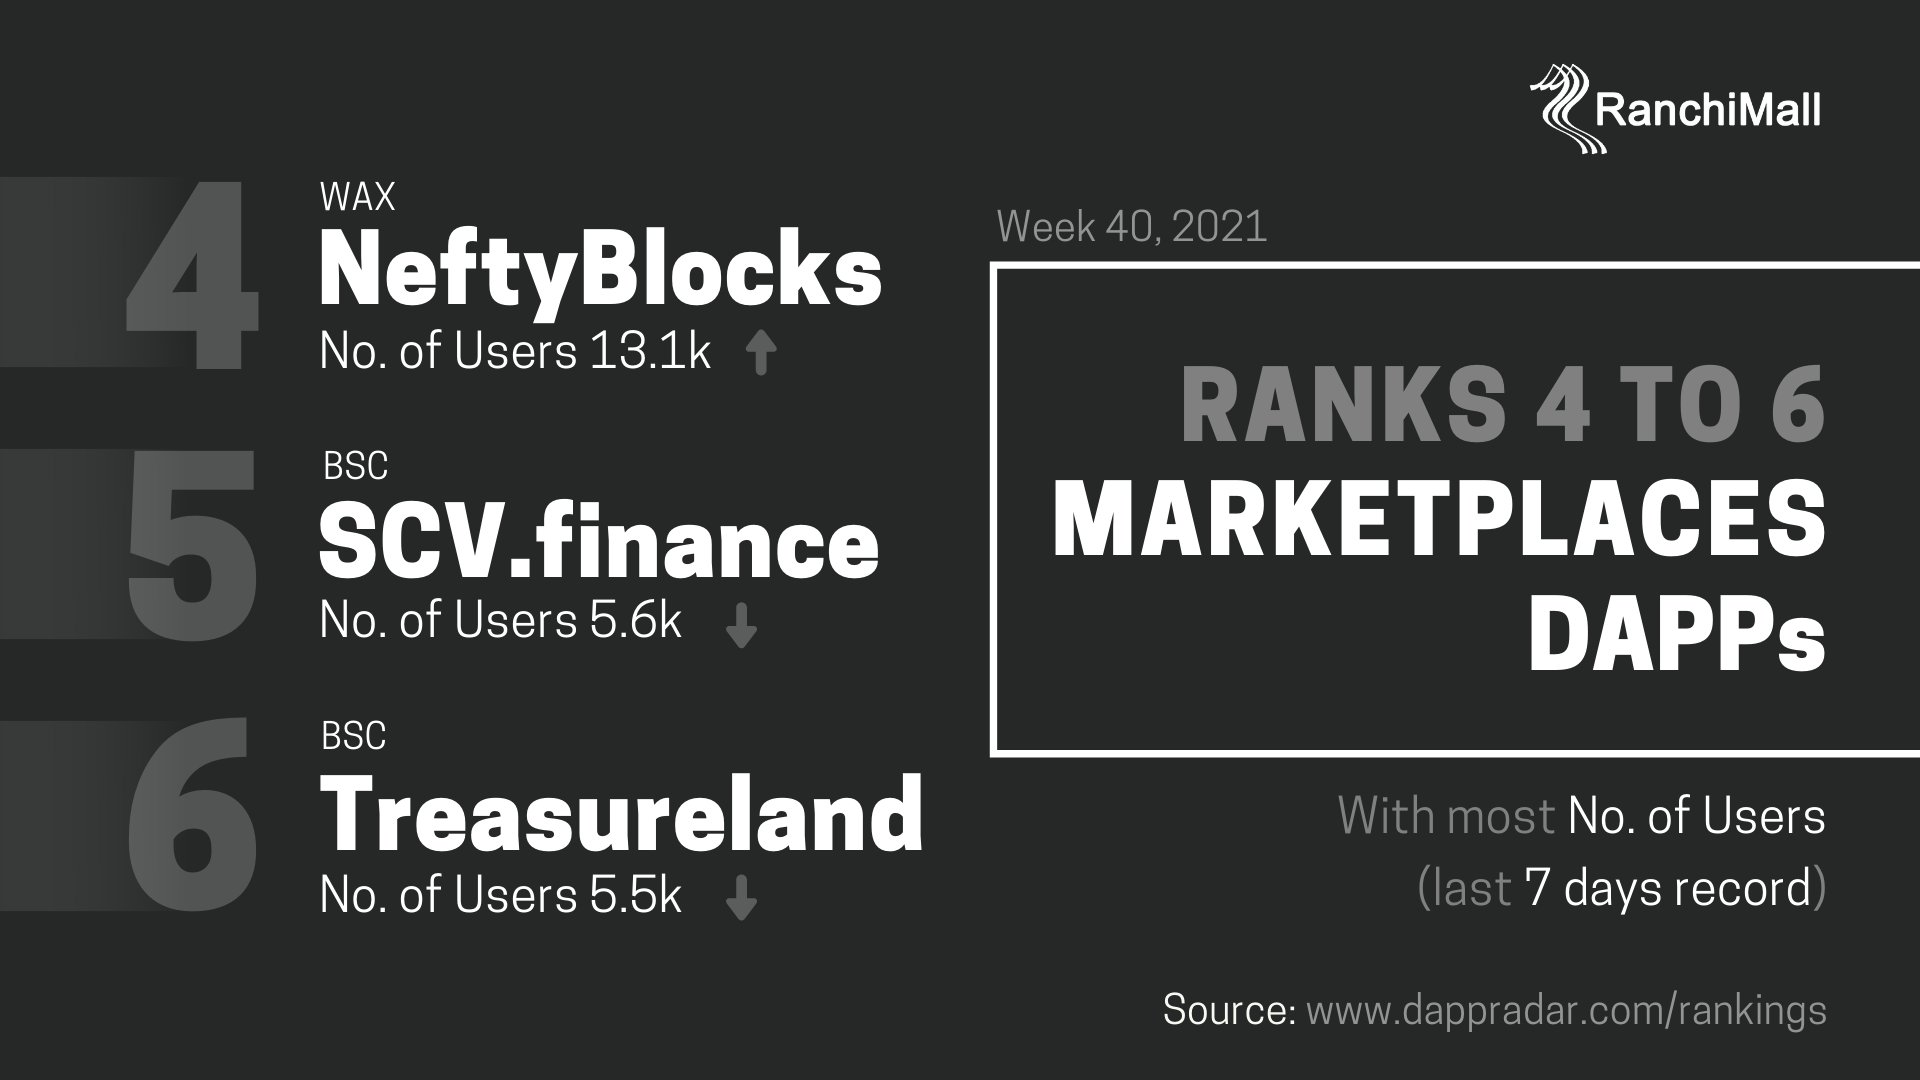 RanchiMall
4
WAX
NeftyBlocks
No. of Users 13.1k
5
BSC
SCV.finance
No. of Users 5.6k
6
BSC
Treasureland
No. of Users 5.5k
Week 40, 2021
RANKS 4 TO 6
MARKETPLACES
DAPPs
With most No. of Users
(last 7 days record)
Source: www.dappradar.com/rankings